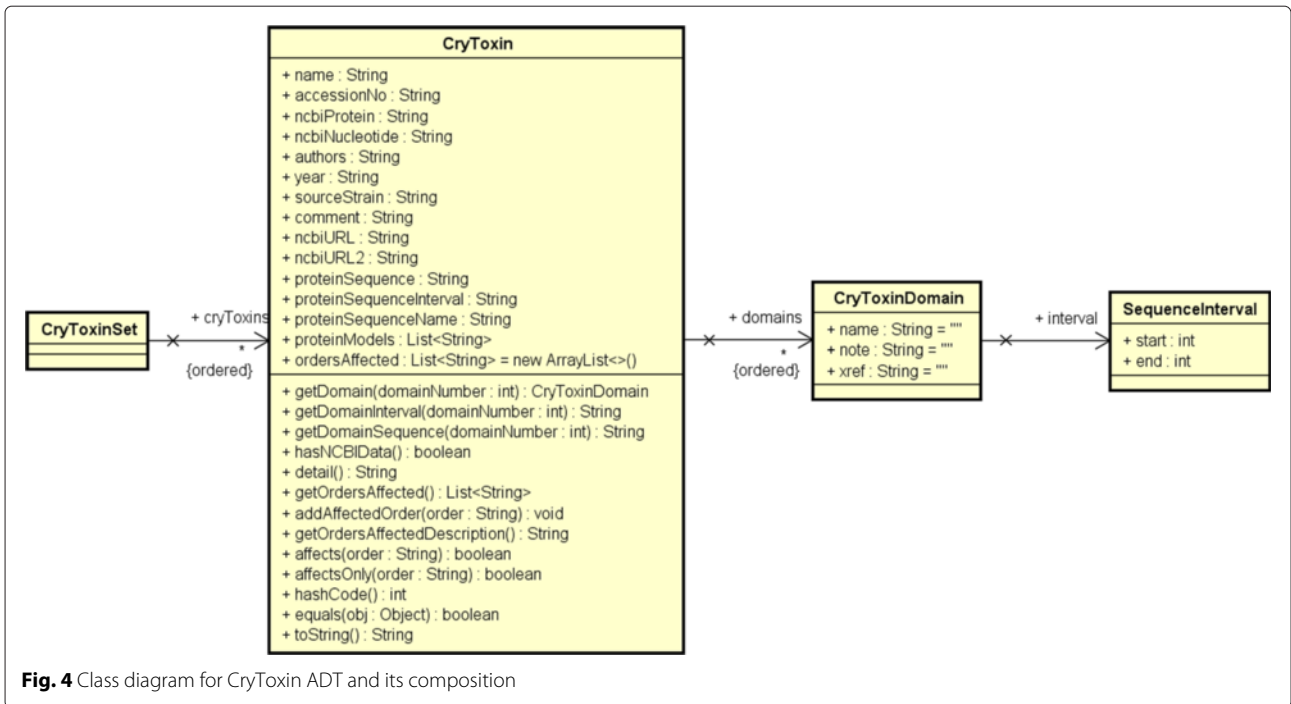 CryToxin
+ name : String
+ accessionNo : String
+ ncbiProtein : String
+ ncbiNucleotide : String
+ authors : String
+ year : String
+ sourceStrain : String
+ comment : String
+ ncbiURL : String
+ ncbiURL2 : String
+ proteinSequence : String
+ proteinSequenceInterval : String
+ proteinSequenceName : String
+ proteinModels : List<String>
+ ordersAffected : List<String> = new ArrayList<>()
+ getDomain(domainNumber : int) : CryToxinDomain
+ getDomainInterval(domainNumber : int) : String
+ getDomainSequence(domainNumber : int) : String
+ hasNCBIData() : boolean
+ detail() : String
+ getOrdersAffected() : List<String>
+ addAffectedOrder(order : String) : void
+ getOrdersAffectedDescription() : String
+ affects(order : String) : boolean
+ affectsOnly(order : String) : boolean
+ hashCode() : int
+ equals(obj : Object) : boolean
+ toString() : String
CryToxinSet
+ cryToxins
*
{ordered}
+ domains
*
{ordered}
CryToxinDomain
+ name : String = ""
+ note : String = ""
+ xref : String = ""
+ interval
SequenceInterval
+ start : int
+ end : int
Fig. 4 Class diagram for CryToxin ADT and its composition